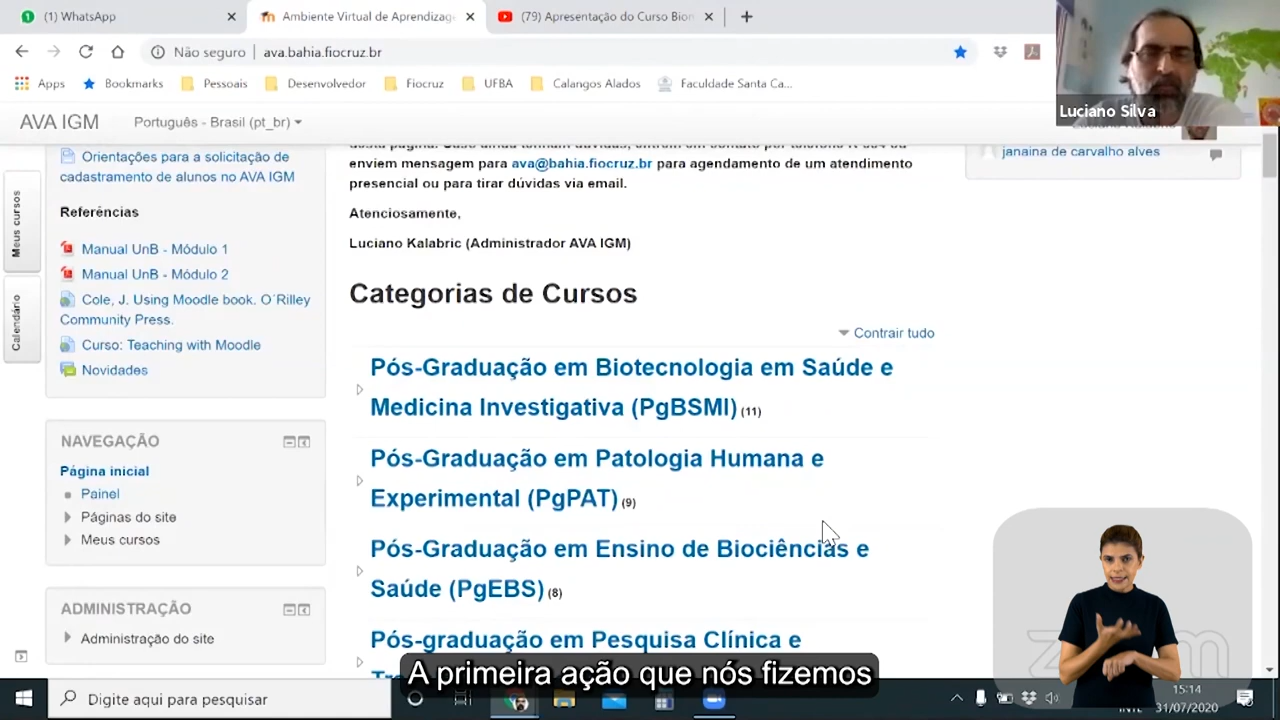 (1) WhatsApp
Ambiente Virtual de Aprendizag
(79) Apresentação do Curso Bion
Não seguro
ava.bahia.fiocruz.br
Apps
Bookmarks
Pessoais
Desenvolvedor
Fiocruz
UFBA
Calangos Alados
Faculdade Santa Ca...
Luciano Silva
AVA IGM
Português - Brasil (pt_br)
Meus cursos
Calendário
Orientações para a solicitação de
cadastramento de alunos no AVA IGM
Referências
Manual UnB - Módulo 1
Manual UnB - Módulo 2
Cole, J. Using Moodle book. O´Rilley
Community Press.
Curso: Teaching with Moodle
Novidades
NAVEGAÇÃO
Página inicial
Painel
Páginas do site
Meus cursos
ADMINISTRAÇÃO
Administração do site
enviem mensagem para ava@bahia.fiocruz.br para agendamento de um atendimento
presencial ou para tirar dúvidas via email.
Atenciosamente,
Luciano Kalabric (Administrador AVA IGM)
Categorias de Cursos
Contrair tudo
Pós-Graduação em Biotecnologia em Saúde e
Medicina Investigativa (PgBSMI) (11)
Pós-Graduação em Patologia Humana e
Experimental (PgPAT) (9)
Pós-Graduação em Ensino de Biociências e
Saúde (PgEBS) (8)
Pós-graduação em Pesquisa Clínica e
janaina de carvalho alves
A primeira ação que nós fizemos
Digite aqui para pesquisar
15:14
31/07/2020